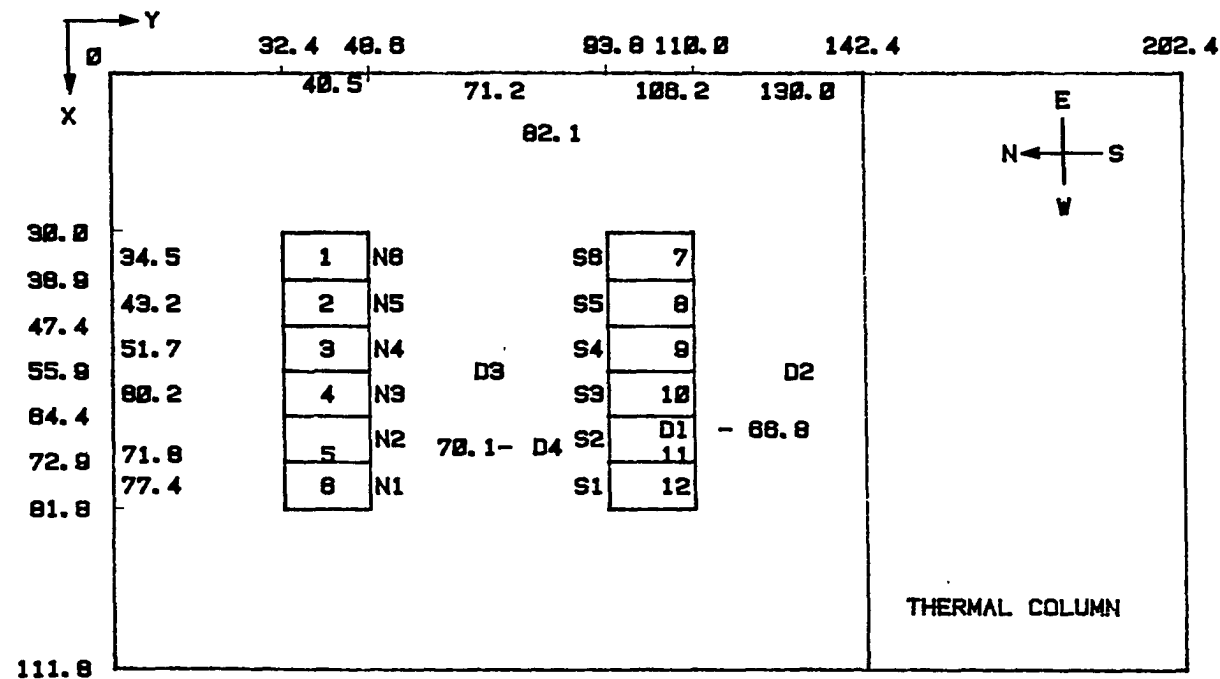 Y
0 32.4 48.6 93.8 110.0 142.4 202.4
X 40.5 71.2 108.2 130.0
82.1
E
N S
W
30.0
34.5 1 N6 S6 7
38.9
43.2 2 N5 S5 8
47.4
51.7 3 N4 S4 9
55.9 D3 D2
60.2 4 N3 S3 10
64.4
N2 70.1- D4 S2 D1 - 66.8
71.8 5 11
72.9
77.4 6 N1 S1 12
81.8
THERMAL COLUMN
111.8